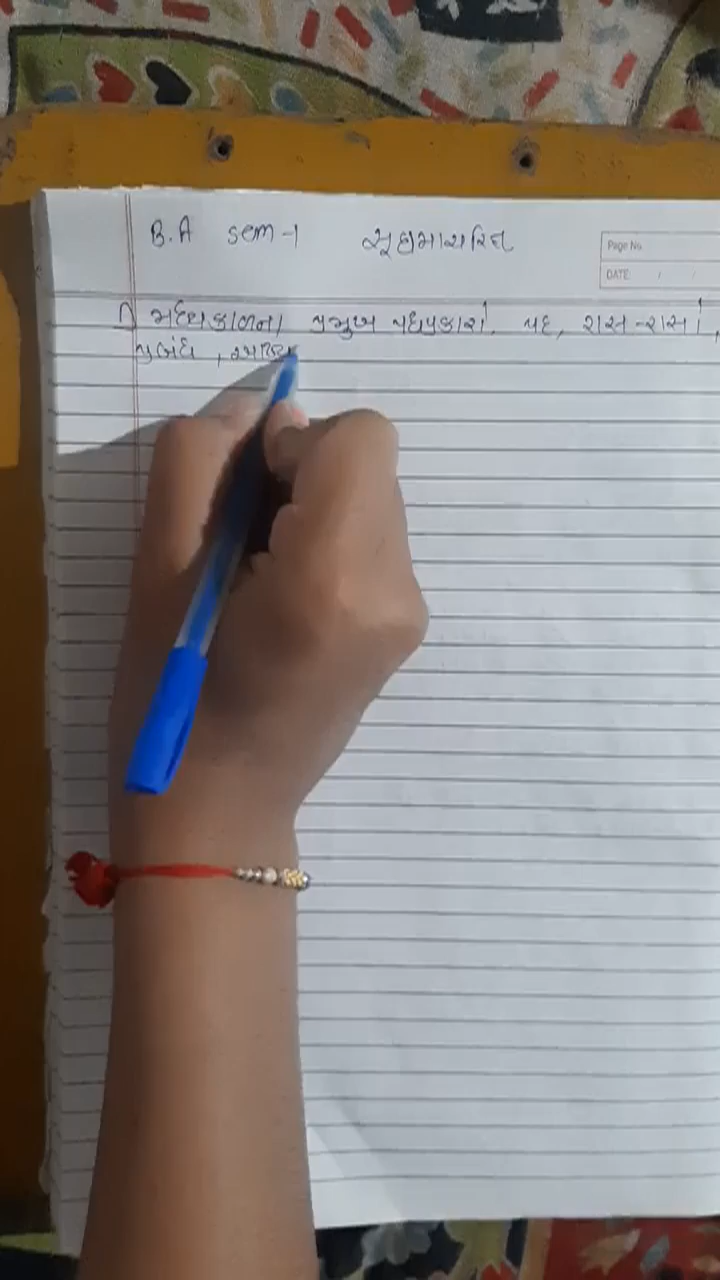 B.A sem-1 સૂદામાચરિત
Page No.
DATE: / /
1) મધ્યકાળના પ્રમુખ પદ્યપ્રકારો. પદ, રાસ-રાસો,
પ્રબંધ, આખ્ય